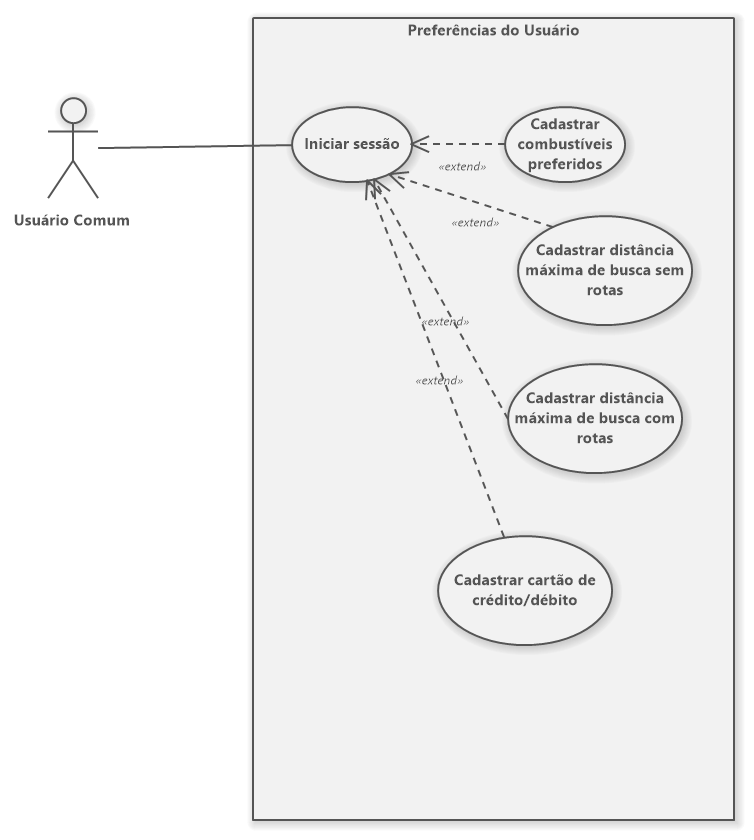 Preferências do Usuário
Iniciar sessão
Cadastrar
combustíveis
preferidos
«extend»
Usuário Comum
«extend»
Cadastrar distância
máxima de busca sem
rotas
«extend»
«extend»
Cadastrar distância
máxima de busca com
rotas
Cadastrar cartão de
crédito/débito